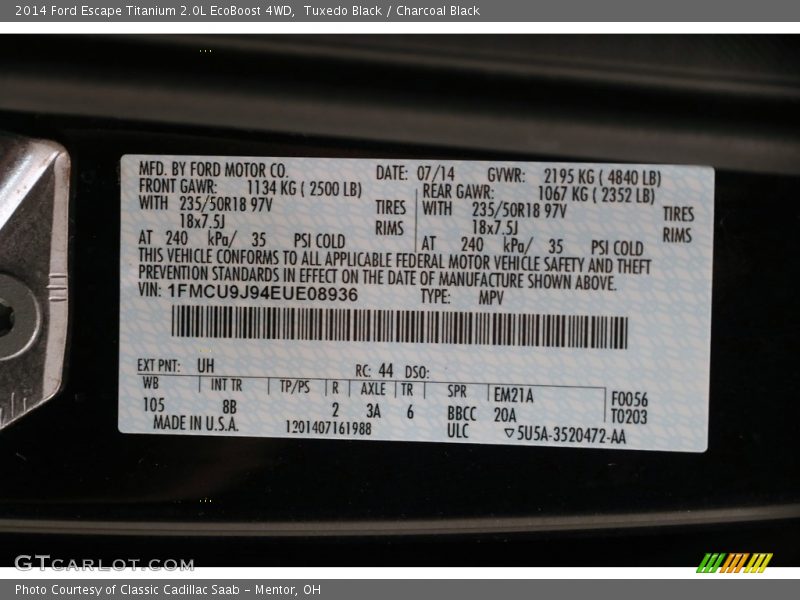 2014 Ford Escape Titanium 2.0L EcoBoost 4WD, Tuxedo Black / Charcoal Black
MFD. BY FORD MOTOR CO. DATE: 07/14 GVWR: 2195 KG ( 4840 LB)
FRONT GAWR: 1134 KG ( 2500 LB) REAR GAWR: 1067 KG ( 2352 LB)
WITH 235/50R18 97V TIRES WITH 235/50R18 97V TIRES
18x7.5J RIMS 18x7.5J RIMS
AT 240 kPa/ 35 PSI COLD AT 240 kPa/ 35 PSI COLD
THIS VEHICLE CONFORMS TO ALL APPLICABLE FEDERAL MOTOR VEHICLE SAFETY AND THEFT
PREVENTION STANDARDS IN EFFECT ON THE DATE OF MANUFACTURE SHOWN ABOVE.
VIN: 1FMCU9J94EUE08936 TYPE: MPV
EXT PNT: UH RC: 44 DSO:
WB INT TR TP/PS R AXLE TR SPR EM21A F0056
105 8B 2 3A 6 BBCC 20A T0203
MADE IN U.S.A. 1201407161988 ULC ▽5U5A-3520472-AA
GTCARLOT.COM
Photo Courtesy of Classic Cadillac Saab - Mentor, OH